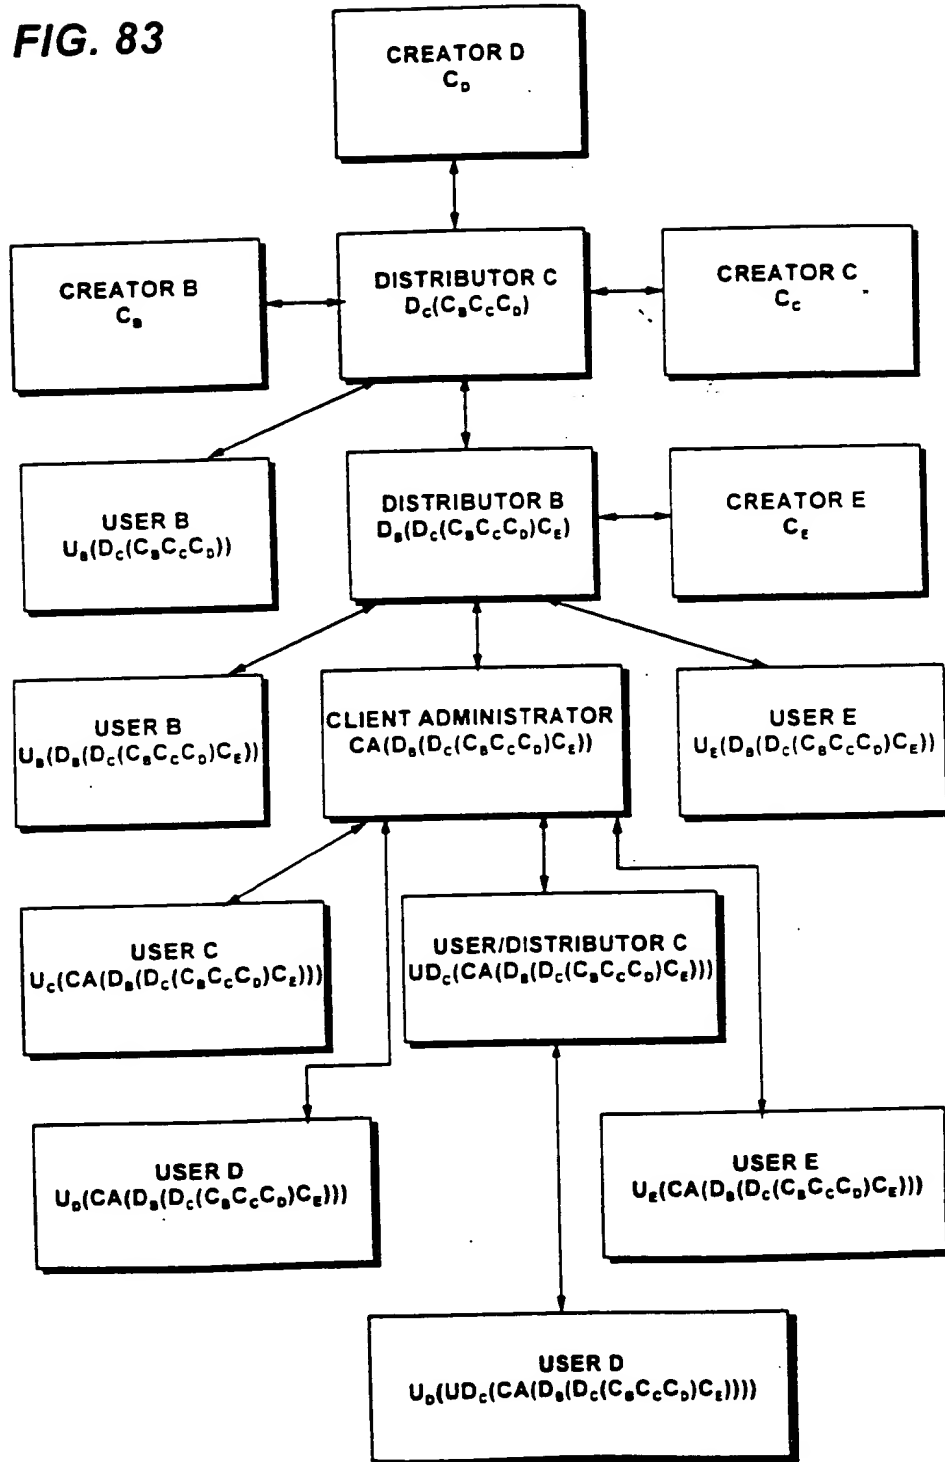 FIG. 83
CREATOR D
C_D
CREATOR B
C_B
DISTRIBUTOR C
D_C(C_BC_CC_D)
CREATOR C
C_C
USER B
U_B(D_C(C_BC_CC_D))
DISTRIBUTOR B
D_B(D_C(C_BC_CC_D)C_E)
CREATOR E
C_E
USER B
U_B(D_B(D_C(C_BC_CC_D)C_E))
CLIENT ADMINISTRATOR
CA(D_B(D_C(C_BC_CC_D)C_E))
USER E
U_E(D_B(D_C(C_BC_CC_D)C_E))
USER C
U_C(CA(D_B(D_C(C_BC_CC_D)C_E)))
USER/DISTRIBUTOR C
UD_C(CA(D_B(D_C(C_BC_CC_D)C_E)))
USER D
U_D(CA(D_B(D_C(C_BC_CC_D)C_E)))
USER E
U_E(CA(D_B(D_C(C_BC_CC_D)C_E)))
USER D
U_D(UD_C(CA(D_B(D_C(C_BC_CC_D)C_E))))